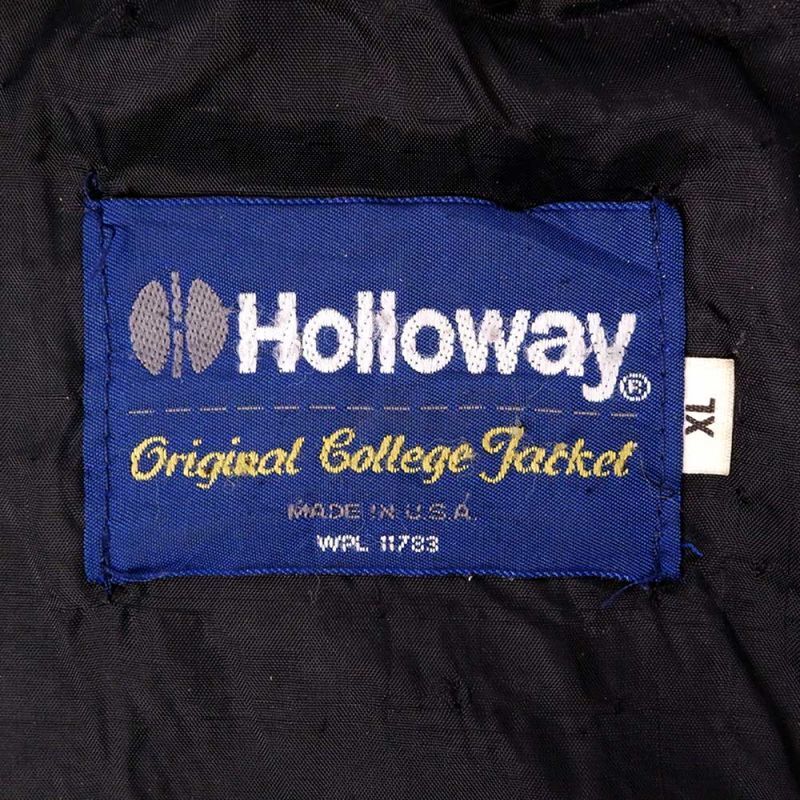 Holloway®
Original College Jacket
MADE IN U.S.A.
WPL 11783
XL